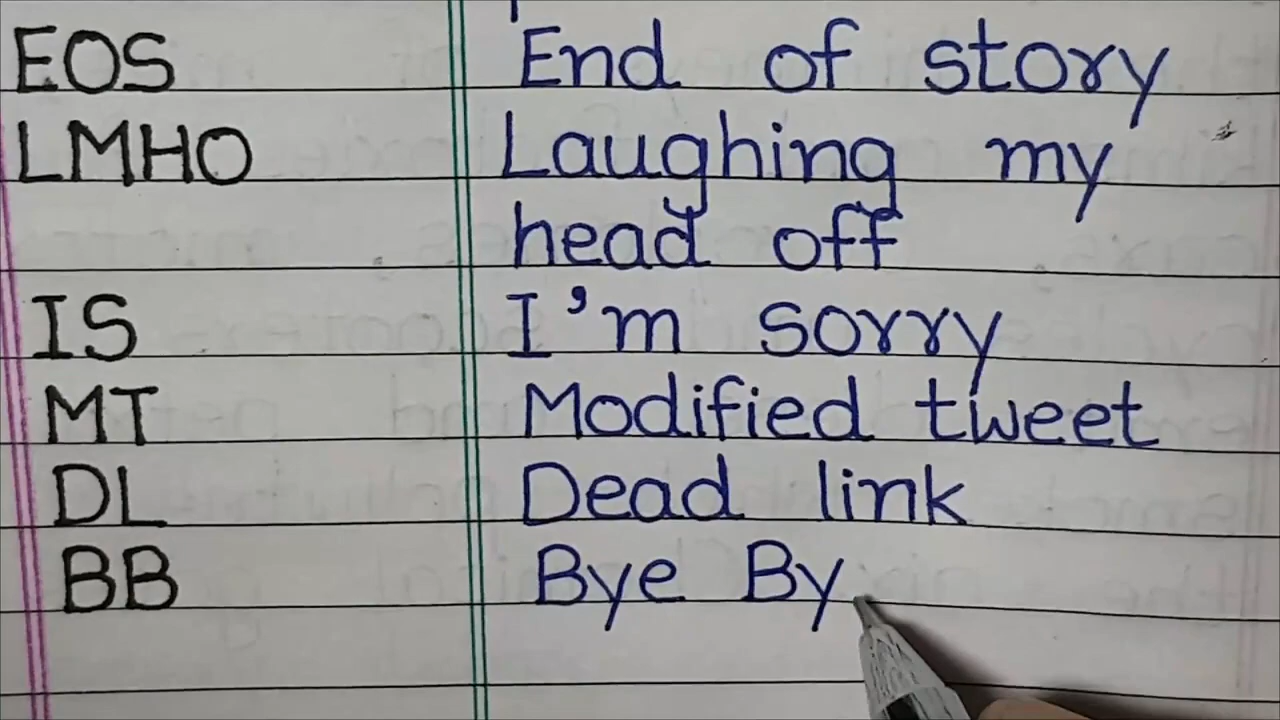 EOS End of story
LMHO Laughing my
head off
IS I'm sorry
MT Modified tweet
DL Dead link
BB Bye By